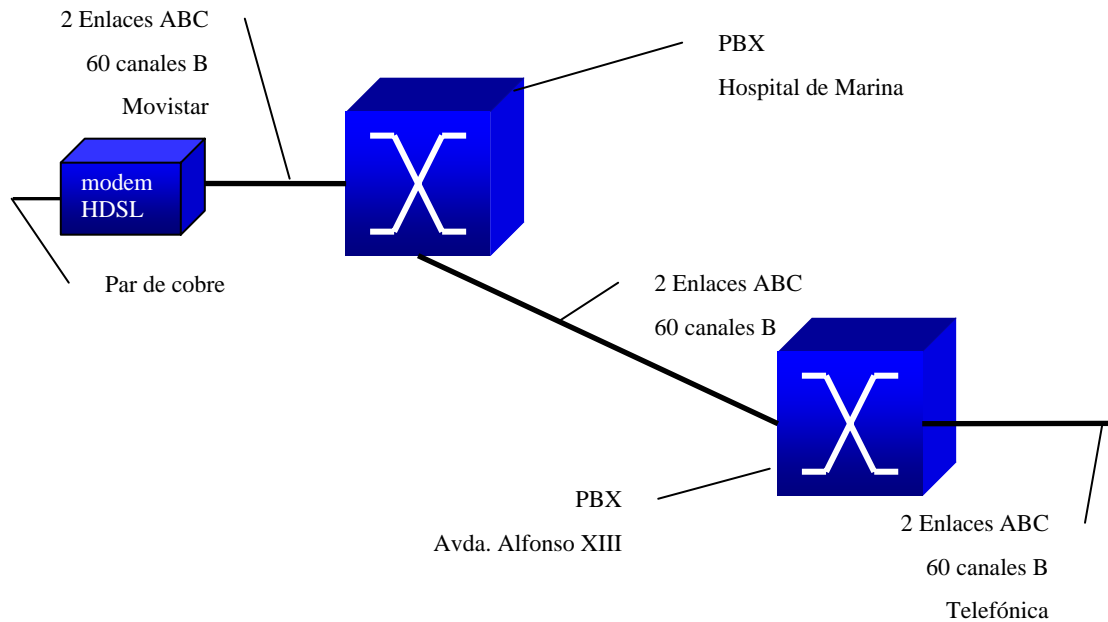 2 Enlaces ABC
60 canales B
Movistar
PBX
Hospital de Marina
modem
HDSL
Par de cobre
2 Enlaces ABC
60 canales B
PBX
Avda. Alfonso XIII
2 Enlaces ABC
60 canales B
Telefónica